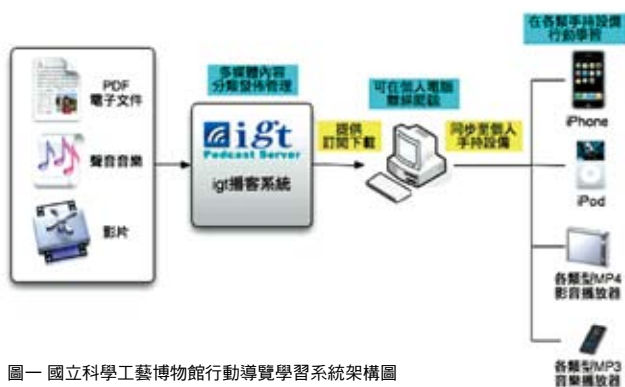 PDF
電子文件
聲音音樂
影片
多媒體內容
分類發佈管理
igt
Podcast Server
igt播客系統
提供
訂閱下載
可在個人電腦
離線閱讀
同步至個人
手持設備
在各類手持設備
行動學習
iPhone
iPod
各類型MP4
影音播放器
各類型MP3
音樂播放器
圖一 國立科學工藝博物館行動導覽學習系統架構圖